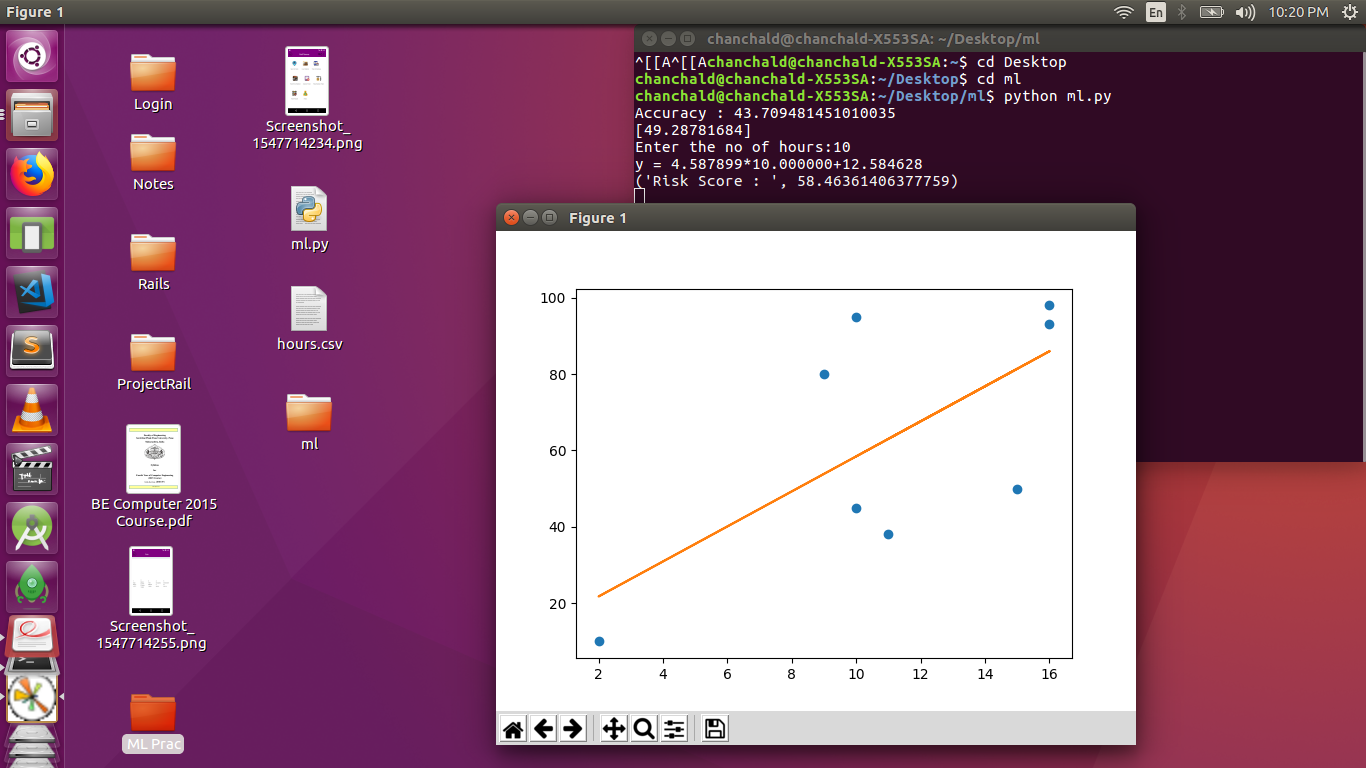 Figure 1
En
10:20 PM
Login
Notes
Rails
ProjectRail
BE Computer 2015
Course.pdf
Screenshot_
1547714255.png
ML Prac
Screenshot_
1547714234.png
ml.py
hours.csv
ml
chanchald@chanchald-X553SA: ~/Desktop/ml
^[[A^[[Achanchald@chanchald-X553SA:~$ cd Desktop
chanchald@chanchald-X553SA:~/Desktop$ cd ml
chanchald@chanchald-X553SA:~/Desktop/ml$ python ml.py
Accuracy : 43.709481451010035
[49.28781684]
Enter the no of hours:10
y = 4.587899*10.000000+12.584628
('Risk Score : ', 58.46361406377759)
Figure 1
100
80
60
40
20
2 4 6 8 10 12 14 16